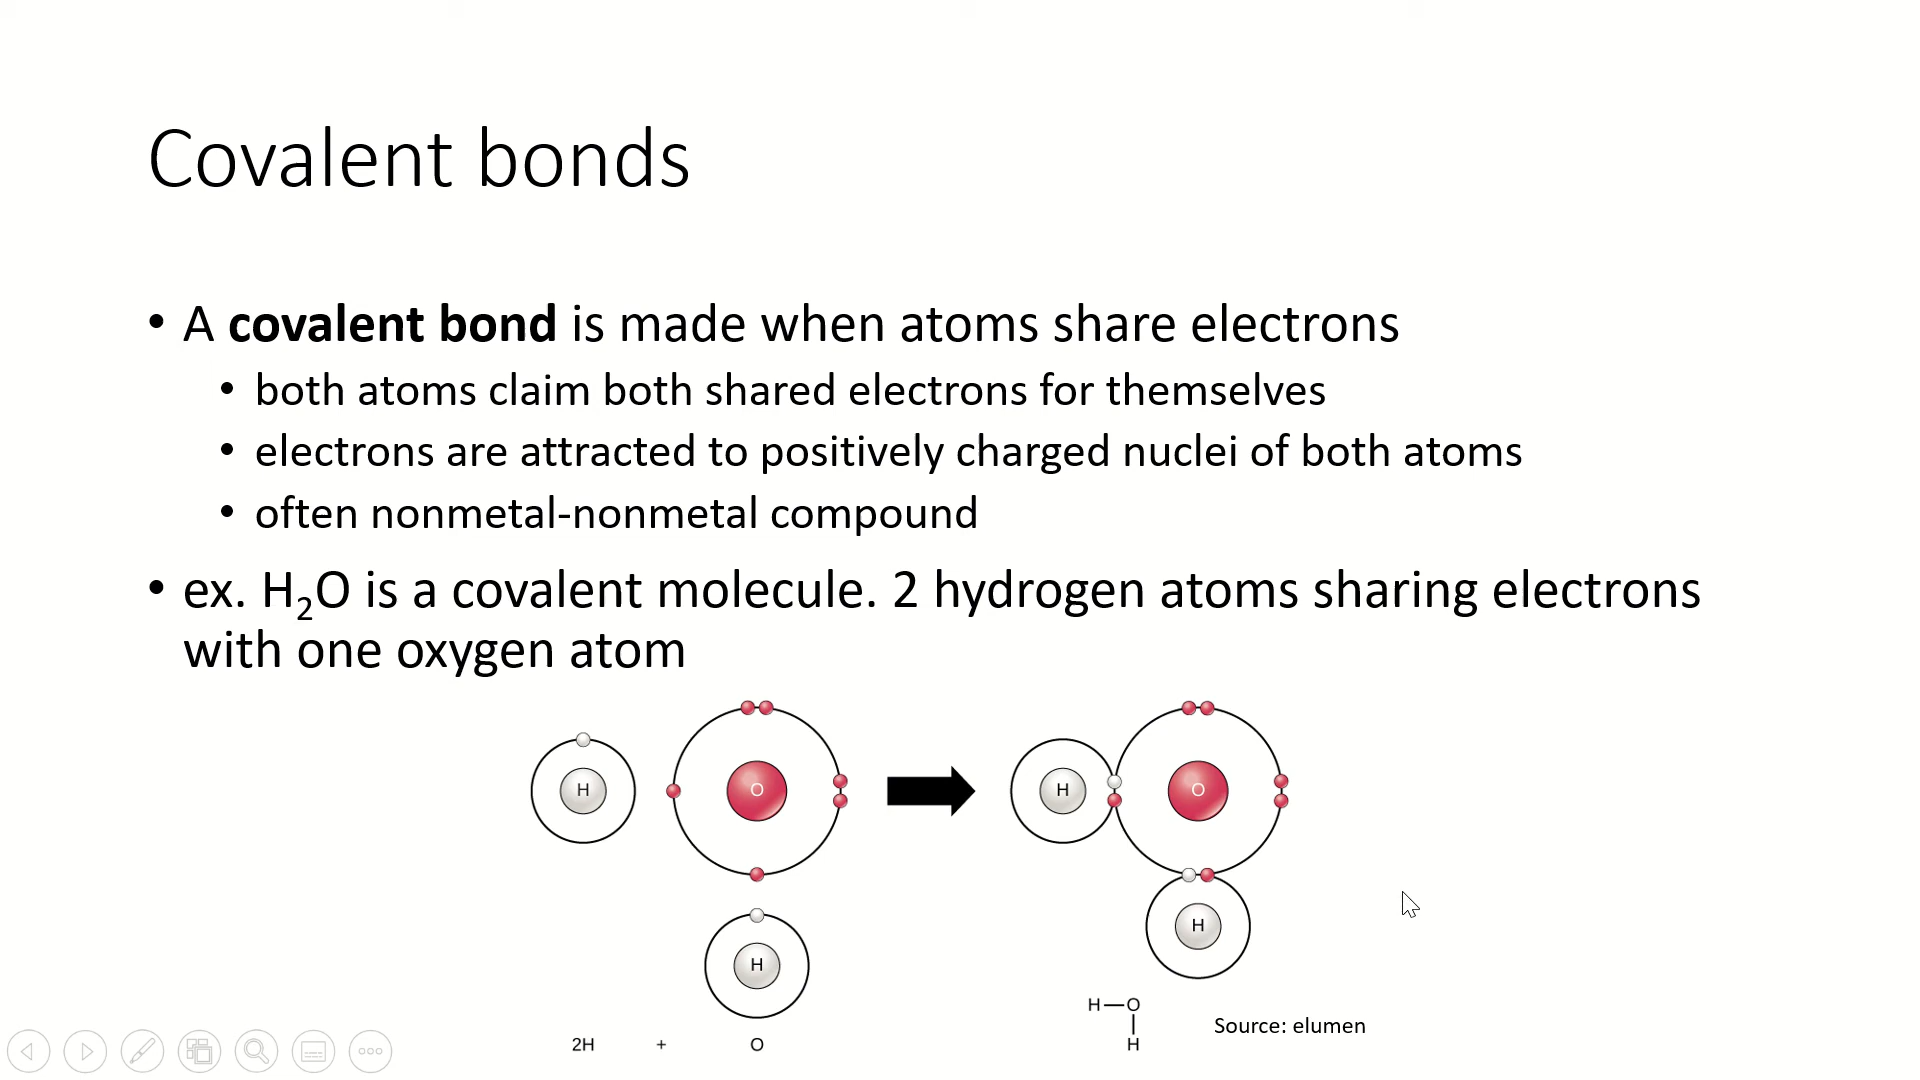 Covalent bonds
• A covalent bond is made when atoms share electrons
• both atoms claim both shared electrons for themselves
• electrons are attracted to positively charged nuclei of both atoms
• often nonmetal-nonmetal compound
• ex. H₂O is a covalent molecule. 2 hydrogen atoms sharing electrons
with one oxygen atom
H O H O
H H
H—O
H
2H + O
Source: elumen